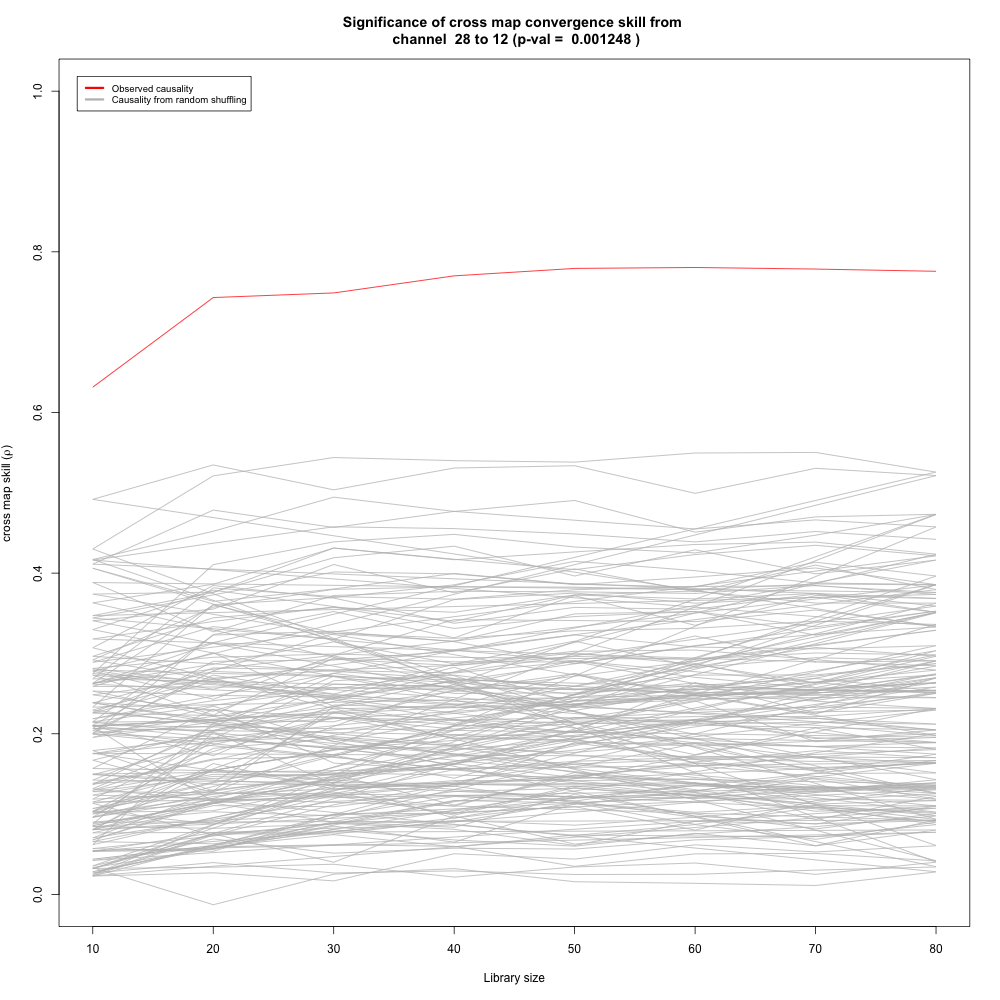 Significance of cross map convergence skill from
channel  28 to 12 (p-val =  0.001248 )
Observed causality
Causality from random shuffling
1.0
0.8
0.6
0.4
0.2
0.0
cross map skill (ρ)
10 20 30 40 50 60 70 80
Library size